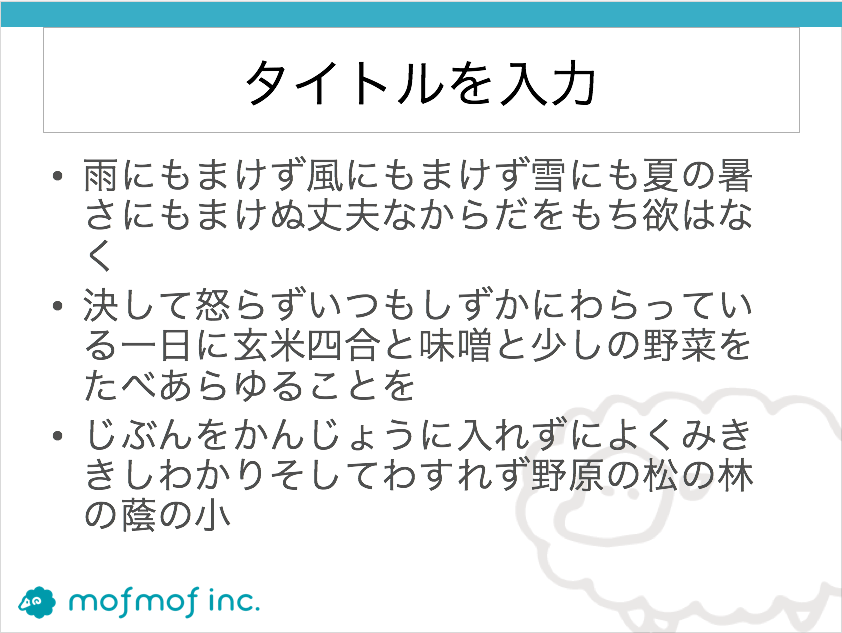 タイトルを入力
• 雨にもまけず風にもまけず雪にも夏の暑
さにもまけぬ丈夫なからだをもち欲はな
く
• 決して怒らずいつもしずかにわらってい
る一日に玄米四合と味噌と少しの野菜を
たべあらゆることを
• じぶんをかんじょうに入れずによくみき
きしわかりそしてわすれず野原の松の林
の蔭の小
mofmof inc.